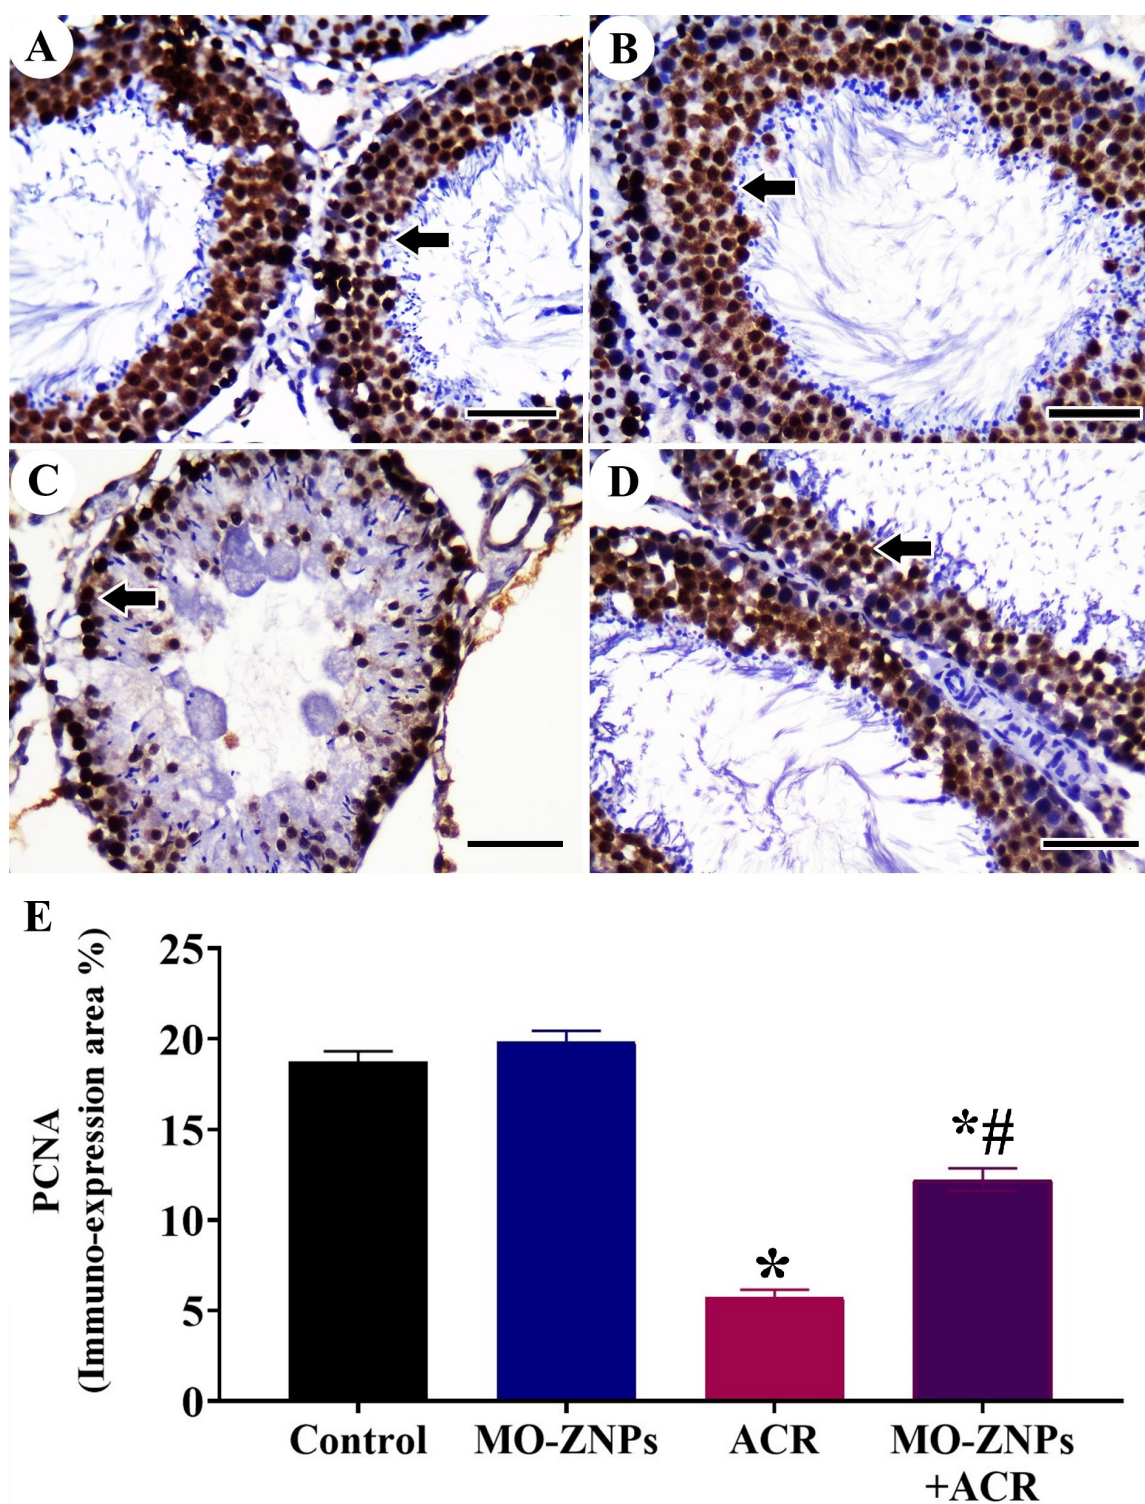 A
B
C
D
E
PCNA
(Immuno-expression area %)
25
20
15
10
5
0
*
*#
Control
MO-ZNPs
ACR
MO-ZNPs
+ACR